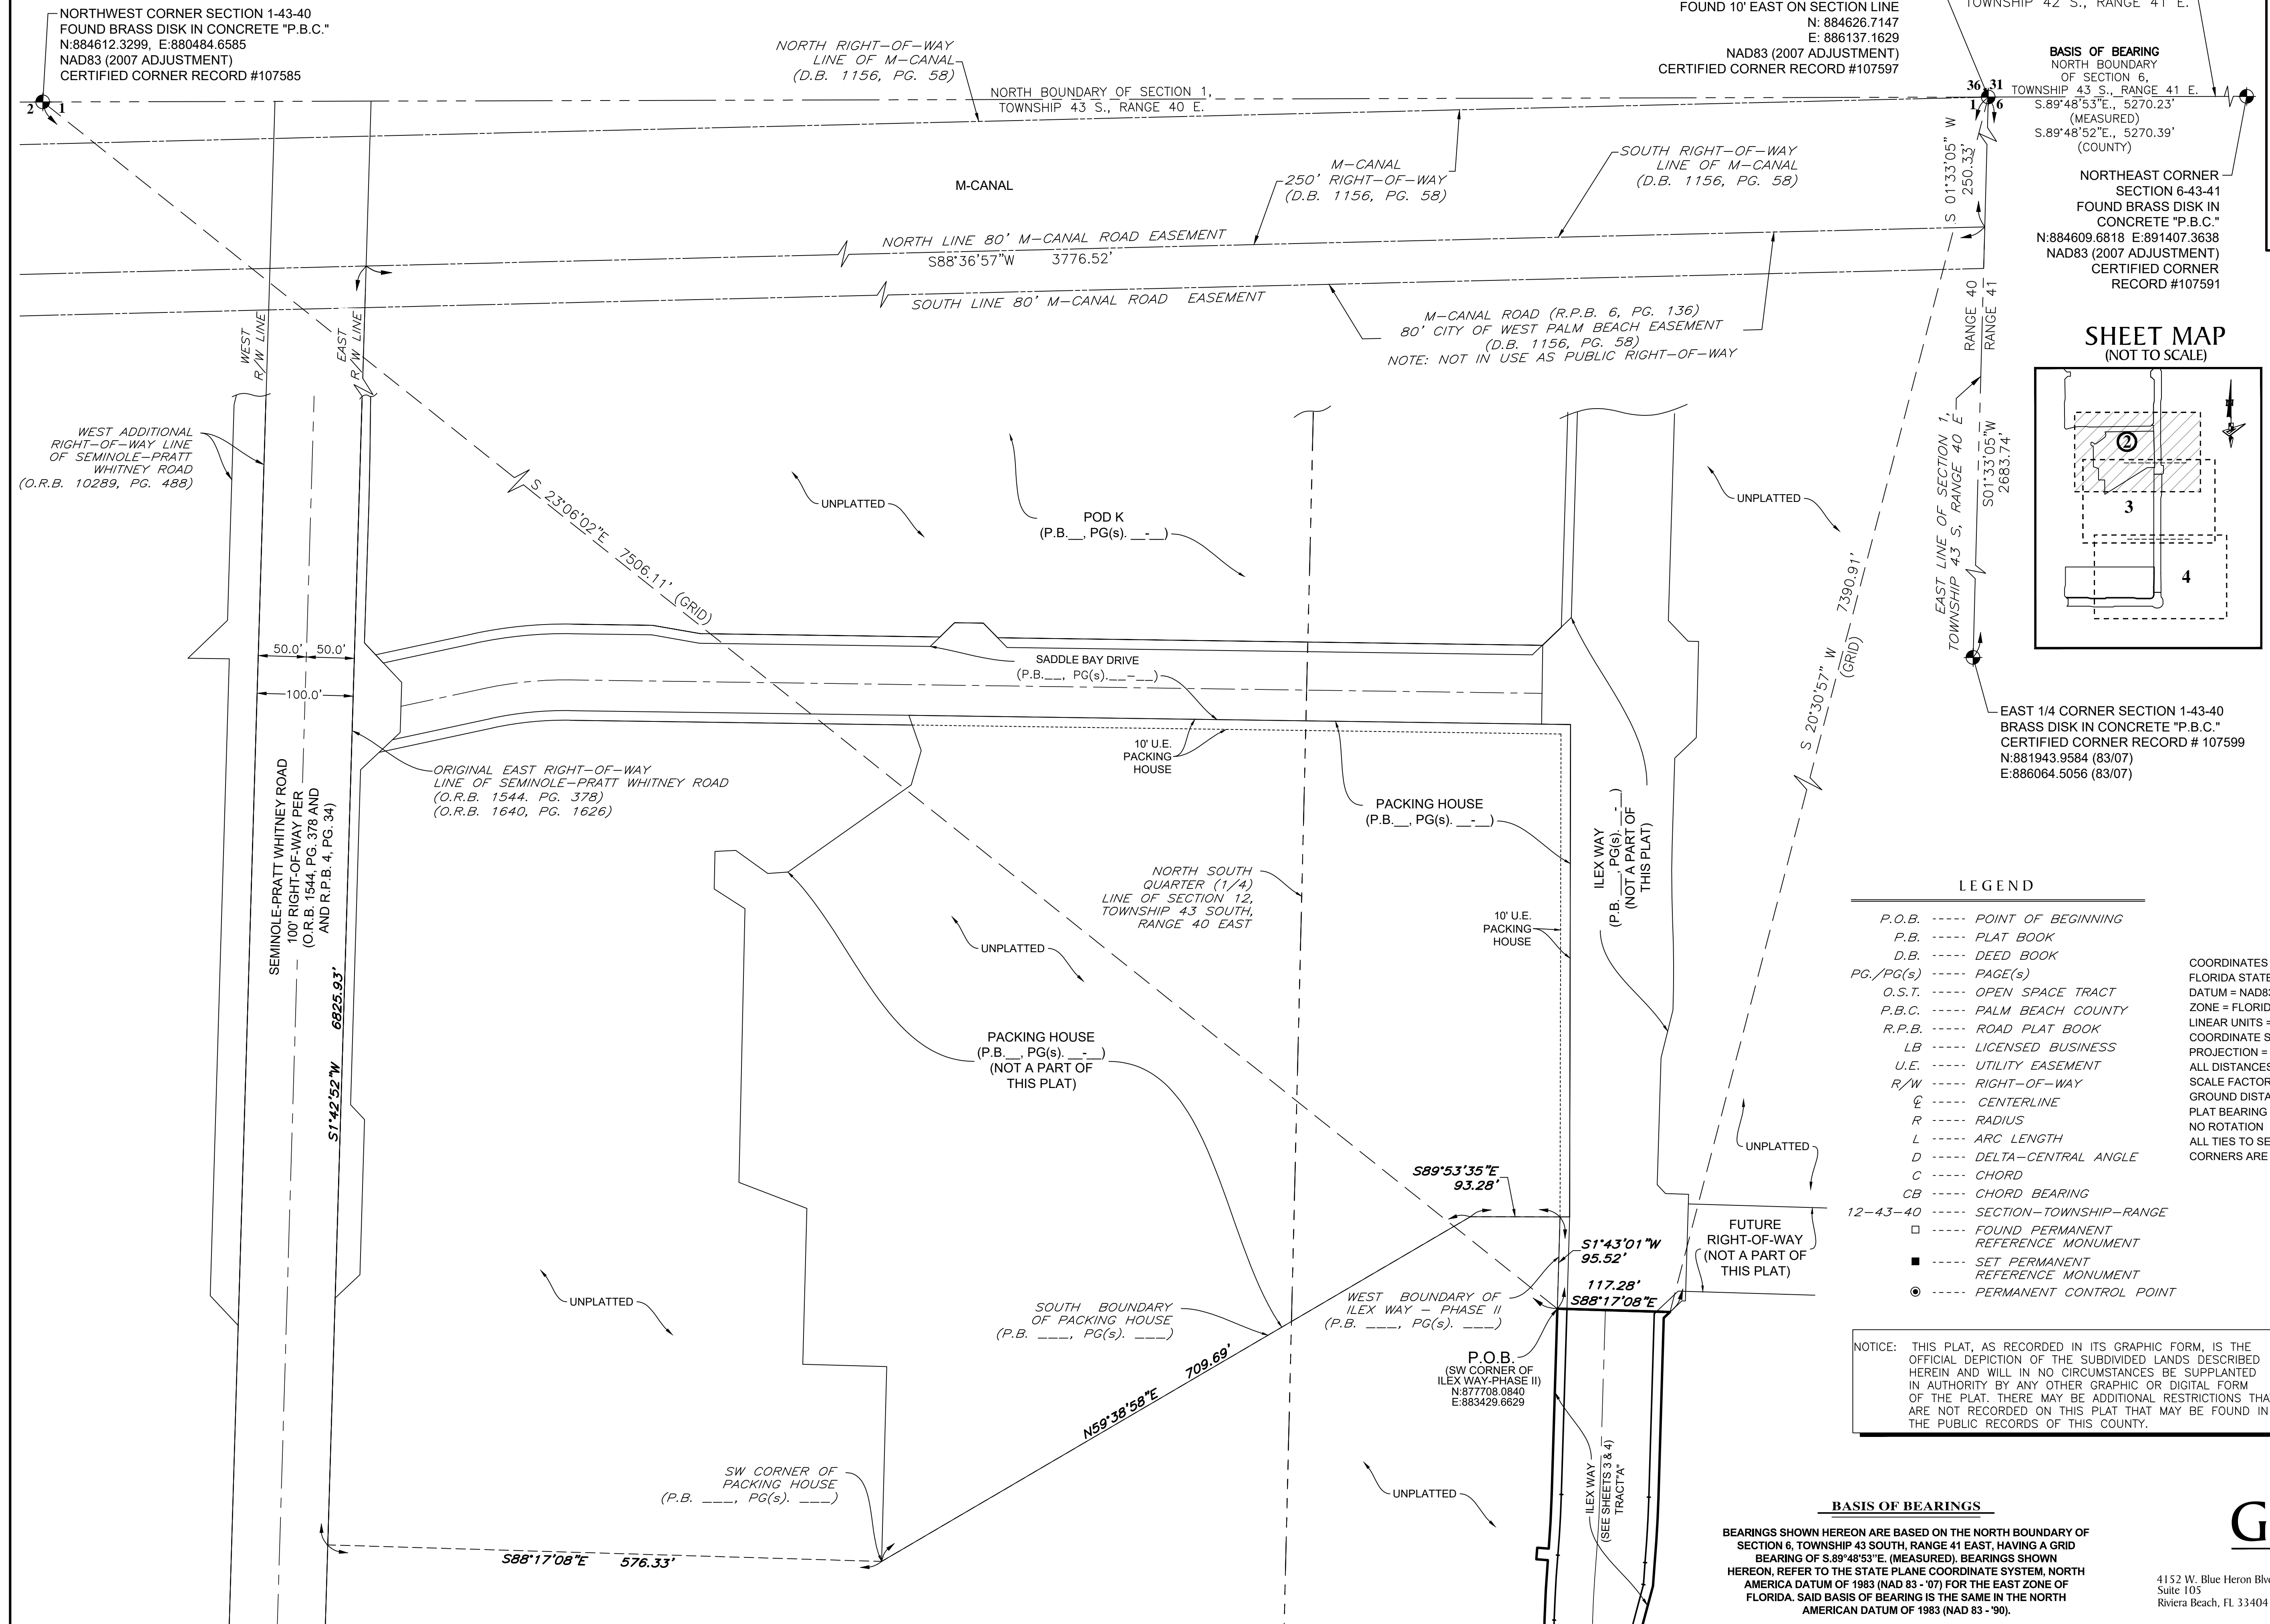 NORTHWEST CORNER SECTION 1-43-40
FOUND BRASS DISK IN CONCRETE "P.B.C."
N:884612.3299, E:880484.6585
NAD83 (2007 ADJUSTMENT)
CERTIFIED CORNER RECORD #107585
2
1
NORTH RIGHT-OF-WAY
LINE OF M-CANAL
(D.B. 1156, PG. 58)
NORTH BOUNDARY OF SECTION 1,
TOWNSHIP 43 S., RANGE 40 E.
FOUND 10' EAST ON SECTION LINE
N: 884626.7147
E: 886137.1629
NAD83 (2007 ADJUSTMENT)
CERTIFIED CORNER RECORD #107597
TOWNSHIP 42 S., RANGE 41 E.
36 31
1 6
BASIS OF BEARING
NORTH BOUNDARY
OF SECTION 6,
TOWNSHIP 43 S., RANGE 41 E.
S.89°48'53"E., 5270.23'
(MEASURED)
S.89°48'52"E., 5270.39'
(COUNTY)
NORTHEAST CORNER
SECTION 6-43-41
FOUND BRASS DISK IN
CONCRETE "P.B.C."
N:884609.6818 E:891407.3638
NAD83 (2007 ADJUSTMENT)
CERTIFIED CORNER
RECORD #107591
M-CANAL
M-CANAL
250' RIGHT-OF-WAY
(D.B. 1156, PG. 58)
SOUTH RIGHT-OF-WAY
LINE OF M-CANAL
(D.B. 1156, PG. 58)
S 01°33'05" W
250.33'
NORTH LINE 80' M-CANAL ROAD EASEMENT
S88°36'57"W 3776.52'
SOUTH LINE 80' M-CANAL ROAD EASEMENT
M-CANAL ROAD (R.P.B. 6, PG. 136)
80' CITY OF WEST PALM BEACH EASEMENT
(D.B. 1156, PG. 58)
NOTE: NOT IN USE AS PUBLIC RIGHT-OF-WAY
WEST
R/W LINE
EAST
R/W LINE
RANGE 40
RANGE 41
EAST LINE OF SECTION 1,
TOWNSHIP 43 S, RANGE 40 E
S01°33'05"W
2683.74'
SHEET MAP
(NOT TO SCALE)
N
2
3
4
WEST ADDITIONAL
RIGHT-OF-WAY LINE
OF SEMINOLE-PRATT
WHITNEY ROAD
(O.R.B. 10289, PG. 488)
S 23°06'02"E 7506.11' (GRID)
UNPLATTED
POD K
(P.B.__, PG(s). __-__)
UNPLATTED
S 20°30'57" W 7390.91'
(GRID)
50.0' 50.0'
100.0'
SADDLE BAY DRIVE
(P.B.__, PG(s).__-__)
EAST 1/4 CORNER SECTION 1-43-40
BRASS DISK IN CONCRETE "P.B.C."
CERTIFIED CORNER RECORD # 107599
N:881943.9584 (83/07)
E:886064.5056 (83/07)
10' U.E.
PACKING
HOUSE
ORIGINAL EAST RIGHT-OF-WAY
LINE OF SEMINOLE-PRATT WHITNEY ROAD
(O.R.B. 1544. PG. 378)
(O.R.B. 1640, PG. 1626)
PACKING HOUSE
(P.B.__, PG(s). __-__)
ILEX WAY
(P.B. ___, PG(s). __-__)
(NOT A PART OF
THIS PLAT)
SEMINOLE-PRATT WHITNEY ROAD
100' RIGHT-OF-WAY PER
(O.R.B. 1544, PG. 378 AND
AND R.P.B. 4, PG. 34)
S1°42'52"W 6825.93'
NORTH SOUTH
QUARTER (1/4)
LINE OF SECTION 12,
TOWNSHIP 43 SOUTH,
RANGE 40 EAST
10' U.E.
PACKING
HOUSE
UNPLATTED
PACKING HOUSE
(P.B.__, PG(s). __-__)
(NOT A PART OF
THIS PLAT)
LEGEND
P.O.B. ----- POINT OF BEGINNING
P.B. ----- PLAT BOOK
D.B. ----- DEED BOOK
PG./PG(s) ----- PAGE(s)
O.S.T. ----- OPEN SPACE TRACT
P.B.C. ----- PALM BEACH COUNTY
R.P.B. ----- ROAD PLAT BOOK
LB ----- LICENSED BUSINESS
U.E. ----- UTILITY EASEMENT
R/W ----- RIGHT-OF-WAY
℄ ----- CENTERLINE
R ----- RADIUS
L ----- ARC LENGTH
D ----- DELTA-CENTRAL ANGLE
C ----- CHORD
CB ----- CHORD BEARING
12-43-40 ----- SECTION-TOWNSHIP-RANGE
□ ----- FOUND PERMANENT
REFERENCE MONUMENT
■ ----- SET PERMANENT
REFERENCE MONUMENT
◉ ----- PERMANENT CONTROL POINT
COORDINATES
FLORIDA STATE
DATUM = NAD83
ZONE = FLORID
LINEAR UNITS =
COORDINATE S
PROJECTION =
ALL DISTANCES
SCALE FACTOR
GROUND DISTA
PLAT BEARING
NO ROTATION
ALL TIES TO SE
CORNERS ARE
UNPLATTED
S89°53'35"E
93.28'
S1°43'01"W
95.52'
117.28'
S88°17'08"E
FUTURE
RIGHT-OF-WAY
(NOT A PART OF
THIS PLAT)
UNPLATTED
SOUTH BOUNDARY
OF PACKING HOUSE
(P.B. ___, PG(s). ___)
WEST BOUNDARY OF
ILEX WAY - PHASE II
(P.B. ___, PG(s). ___)
P.O.B.
(SW CORNER OF
ILEX WAY-PHASE II)
N:877708.0840
E:883429.6629
N59°38'58"E 709.69'
NOTICE: THIS PLAT, AS RECORDED IN ITS GRAPHIC FORM, IS THE
OFFICIAL DEPICTION OF THE SUBDIVIDED LANDS DESCRIBED
HEREIN AND WILL IN NO CIRCUMSTANCES BE SUPPLANTED
IN AUTHORITY BY ANY OTHER GRAPHIC OR DIGITAL FORM
OF THE PLAT. THERE MAY BE ADDITIONAL RESTRICTIONS THA
ARE NOT RECORDED ON THIS PLAT THAT MAY BE FOUND IN
THE PUBLIC RECORDS OF THIS COUNTY.
SW CORNER OF
PACKING HOUSE
(P.B. ___, PG(s). ___)
UNPLATTED
ILEX WAY
(SEE SHEETS 3 & 4)
TRACT"A"
S88°17'08"E 576.33'
BASIS OF BEARINGS
BEARINGS SHOWN HEREON ARE BASED ON THE NORTH BOUNDARY OF
SECTION 6, TOWNSHIP 43 SOUTH, RANGE 41 EAST, HAVING A GRID
BEARING OF S.89°48'53"E. (MEASURED). BEARINGS SHOWN
HEREON, REFER TO THE STATE PLANE COORDINATE SYSTEM, NORTH
AMERICA DATUM OF 1983 (NAD 83 - '07) FOR THE EAST ZONE OF
FLORIDA. SAID BASIS OF BEARING IS THE SAME IN THE NORTH
AMERICAN DATUM OF 1983 (NAD 83 - '90).
G
4152 W. Blue Heron Blv
Suite 105
Riviera Beach, FL 33404